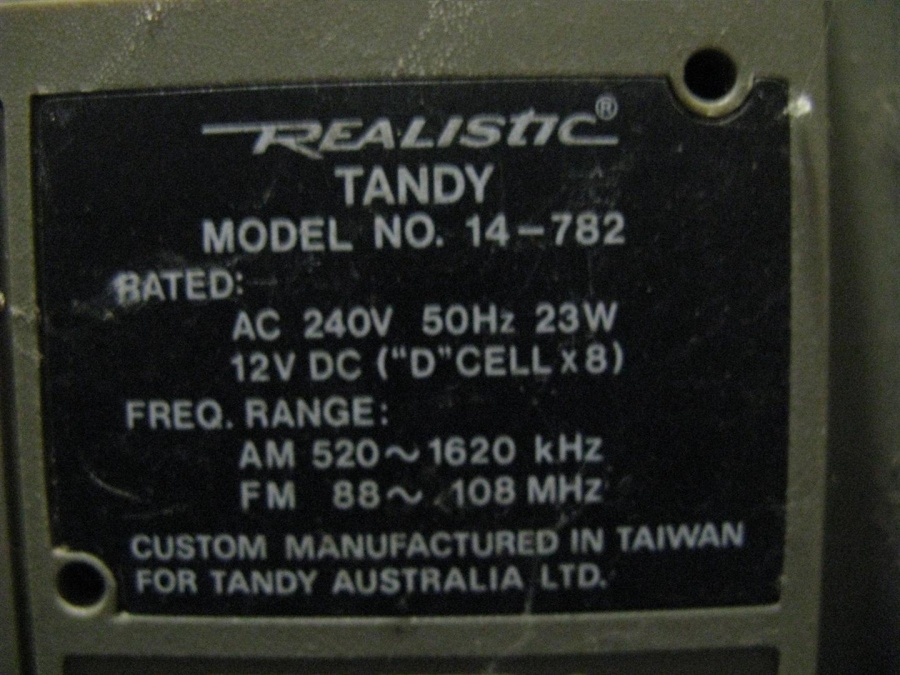 REALISTIC®
TANDY
MODEL NO. 14-782
RATED:
AC 240V 50Hz 23W
12V DC ("D" CELL x 8)
FREQ. RANGE:
AM 520~1620 kHz
FM 88~ 108 MHz
CUSTOM MANUFACTURED IN TAIWAN
FOR TANDY AUSTRALIA LTD.